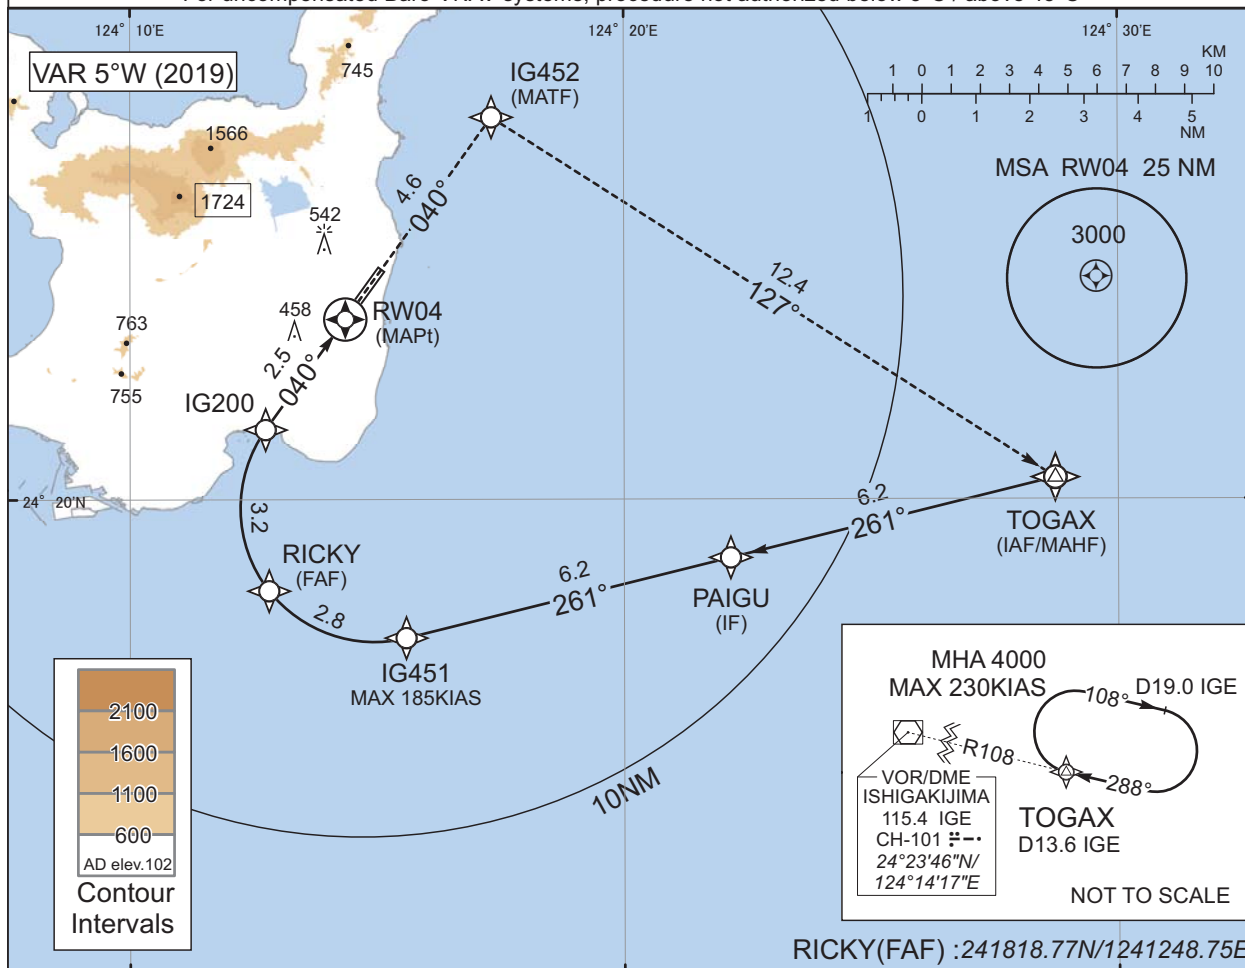 124° 10'E
124° 20'E
124° 30'E
VAR 5°W (2019)
745
IG452
(MATF)
KM
1 0 1 2 3 4 5 6 7 8 9 10
1 0 1 2 3 4 5
NM
1566
1724
542
4.6
040°
MSA RW04 25 NM
3000
12.4
127°
763
755
458
RW04
(MAPt)
2.5
040°
IG200
24° 20'N
3.2
6.2
261°
TOGAX
(IAF/MAHF)
RICKY
(FAF)
2.8
6.2
261°
PAIGU
(IF)
IG451
MAX 185KIAS
10NM
2100
1600
1100
600
AD elev.102
Contour
Intervals
MHA 4000
MAX 230KIAS
108°
D19.0 IGE
R108
288°
VOR/DME
ISHIGAKIJIMA
115.4 IGE
CH-101
24°23'46"N/
124°14'17"E
TOGAX
D13.6 IGE
NOT TO SCALE
RICKY(FAF) :241818.77N/1241248.75E